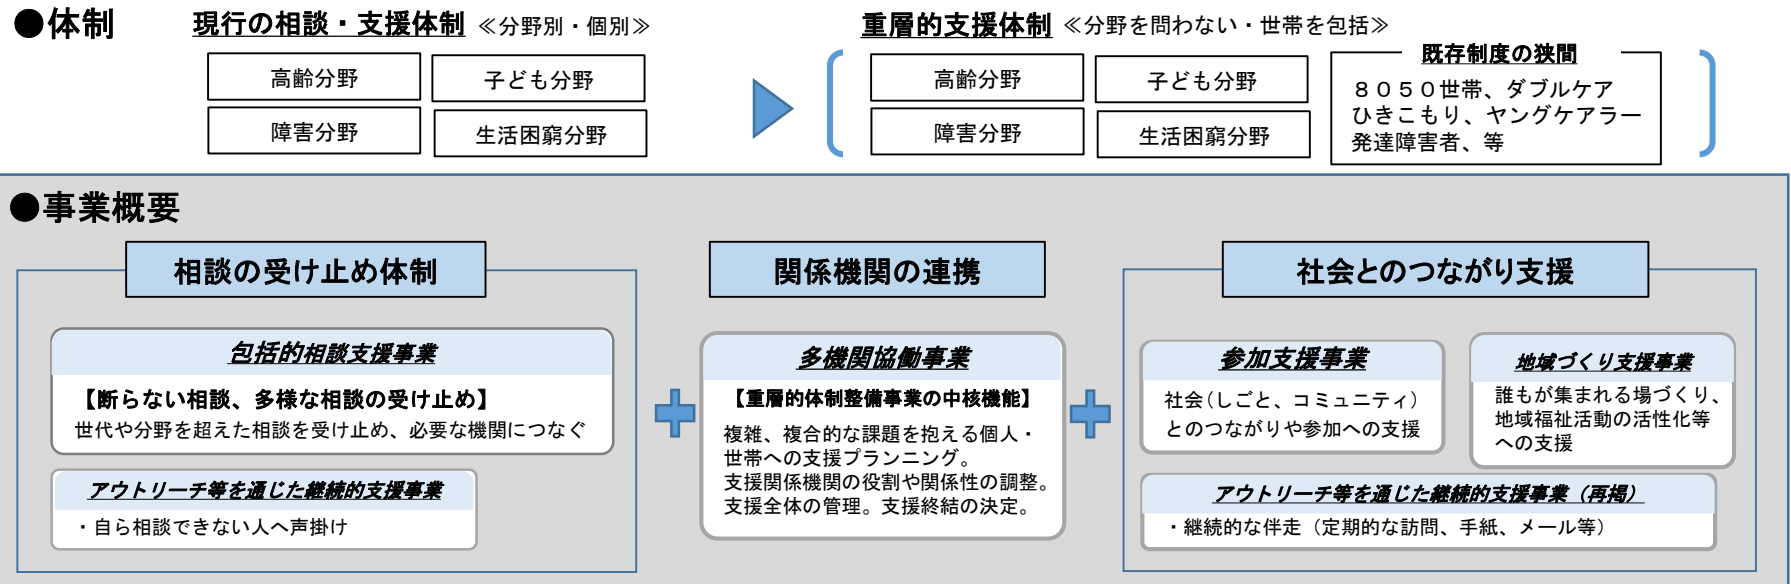 ●体制
現行の相談・支援体制 ≪分野別・個別≫
高齢分野
子ども分野
障害分野
生活困窮分野
重層的支援体制 ≪分野を問わない・世帯を包括≫
高齢分野
子ども分野
障害分野
生活困窮分野
既存制度の狭間
８０５０世帯、ダブルケア
ひきこもり、ヤングケアラー
発達障害者、等
●事業概要
相談の受け止め体制
包括的相談支援事業
【断らない相談、多様な相談の受け止め】
世代や分野を超えた相談を受け止め、必要な機関につなぐ
アウトリーチ等を通じた継続的支援事業
・自ら相談できない人へ声掛け
関係機関の連携
多機関協働事業
【重層的体制整備事業の中核機能】
複雑、複合的な課題を抱える個人・
世帯への支援プランニング。
支援関係機関の役割や関係性の調整。
支援全体の管理。支援終結の決定。
社会とのつながり支援
参加支援事業
社会(しごと、コミュニティ)
とのつながりや参加への支援
地域づくり支援事業
誰もが集まれる場づくり、
地域福祉活動の活性化等
への支援
アウトリーチ等を通じた継続的支援事業（再掲）
・継続的な伴走（定期的な訪問、手紙、メール等）